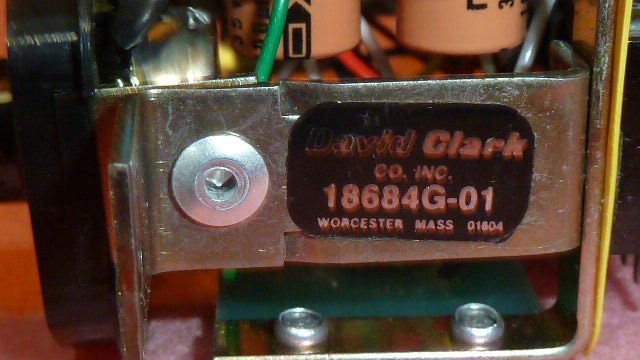 David Clark
CO. INC.
18684G-01
WORCESTER MASS 01604